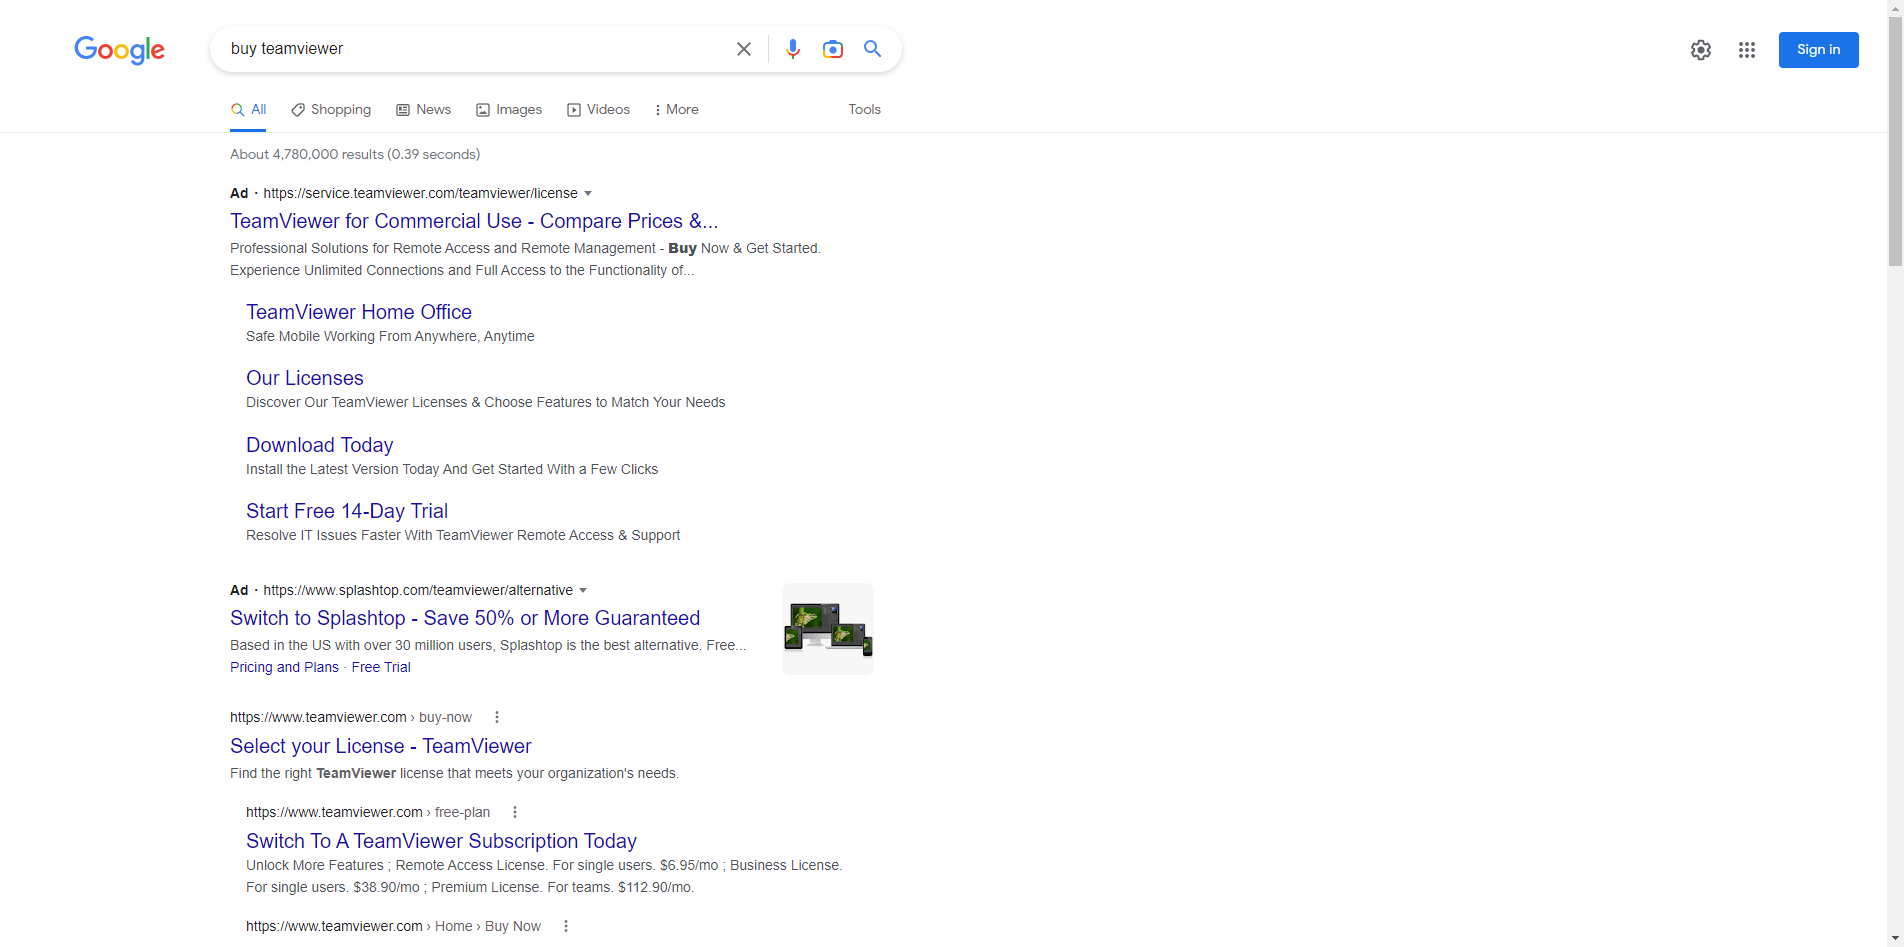 Google
buy teamviewer
Sign in
All
Shopping
News
Images
Videos
More
Tools
About 4,780,000 results (0.39 seconds)
Ad · https://service.teamviewer.com/teamviewer/license
TeamViewer for Commercial Use - Compare Prices &...
Professional Solutions for Remote Access and Remote Management - Buy Now & Get Started.
Experience Unlimited Connections and Full Access to the Functionality of...
TeamViewer Home Office
Safe Mobile Working From Anywhere, Anytime
Our Licenses
Discover Our TeamViewer Licenses & Choose Features to Match Your Needs
Download Today
Install the Latest Version Today And Get Started With a Few Clicks
Start Free 14-Day Trial
Resolve IT Issues Faster With TeamViewer Remote Access & Support
Ad · https://www.splashtop.com/teamviewer/alternative
Switch to Splashtop - Save 50% or More Guaranteed
Based in the US with over 30 million users, Splashtop is the best alternative. Free...
Pricing and Plans · Free Trial
https://www.teamviewer.com › buy-now
Select your License - TeamViewer
Find the right TeamViewer license that meets your organization's needs.
https://www.teamviewer.com › free-plan
Switch To A TeamViewer Subscription Today
Unlock More Features ; Remote Access License. For single users. $6.95/mo ; Business License.
For single users. $38.90/mo ; Premium License. For teams. $112.90/mo.
https://www.teamviewer.com › Home › Buy Now